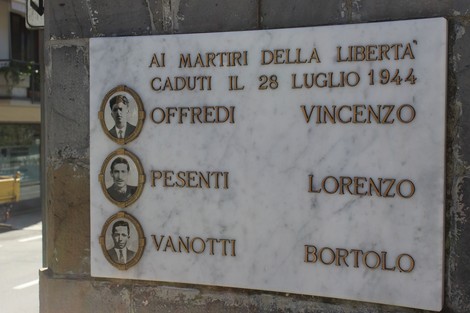 AI MARTIRI DELLA LIBERTA`
CADUTI IL 28 LUGLIO 1944
OFFREDI VINCENZO
PESENTI LORENZO
VANOTTI BORTOLO